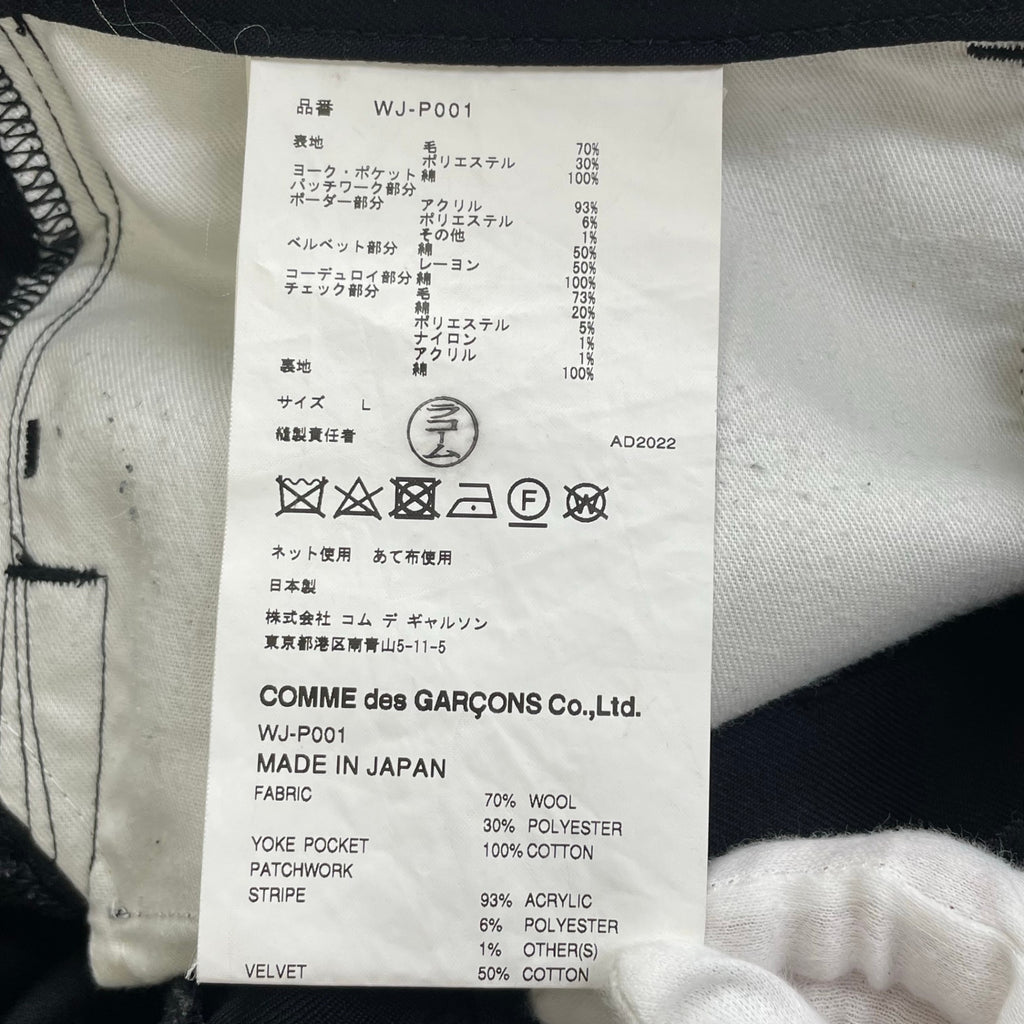 品番 WJ-P001
表地 毛 70%
ポリエステル 30%
ヨーク・ポケット 綿 100%
パッチワーク部分
ボーダー部分 アクリル 93%
ポリエステル 6%
その他 1%
ベルベット部分 綿 50%
レーヨン 50%
コーデュロイ部分 綿 100%
チェック部分 毛 73%
綿 20%
ポリエステル 5%
ナイロン 1%
アクリル 1%
裏地 綿 100%
サイズ L
縫製責任者 ラコーム AD2022
F W
ネット使用 あて布使用
日本製
株式会社 コム デ ギャルソン
東京都港区南青山5-11-5
COMME des GARÇONS Co.,Ltd.
WJ-P001
MADE IN JAPAN
FABRIC 70% WOOL
30% POLYESTER
YOKE POCKET 100% COTTON
PATCHWORK
STRIPE 93% ACRYLIC
6% POLYESTER
1% OTHER(S)
VELVET 50% COTTON